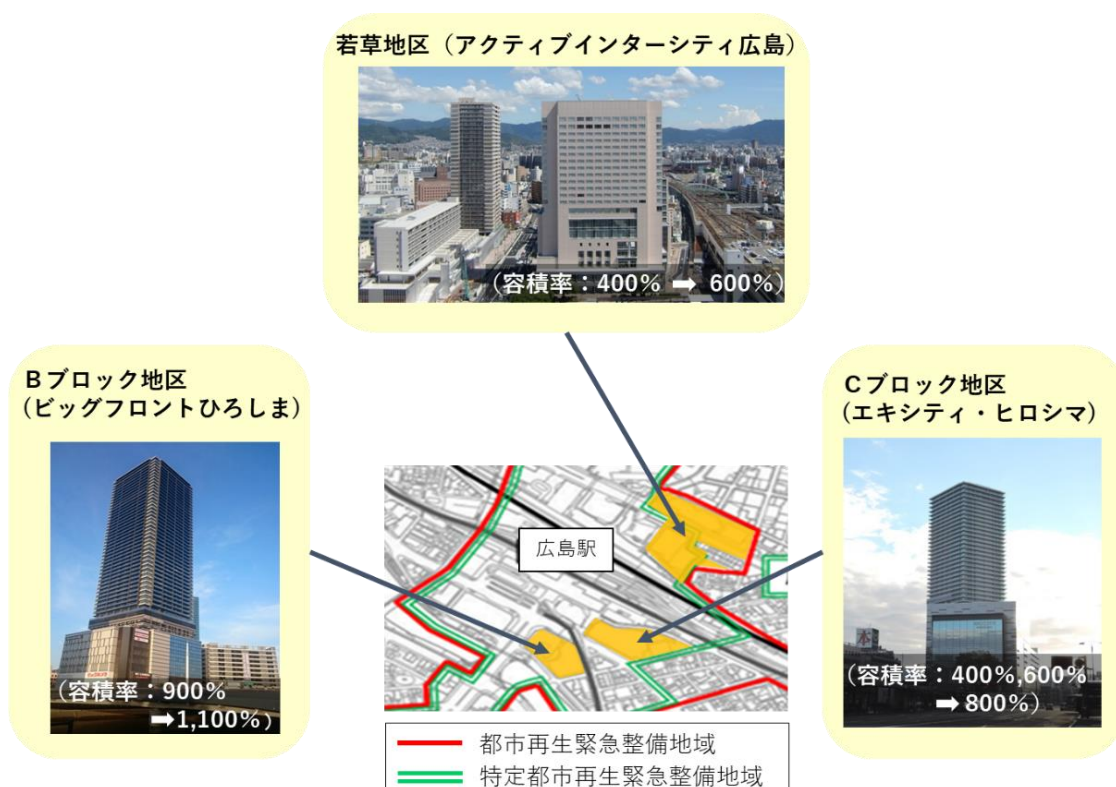 若草地区（アクティブインターシティ広島）
（容積率：400% ➡ 600%）
Bブロック地区
（ビッグフロントひろしま）
（容積率：900%
➡1,100%）
Cブロック地区
（エキシティ・ヒロシマ）
（容積率：400%,600%
➡800%）
広島駅
都市再生緊急整備地域
特定都市再生緊急整備地域